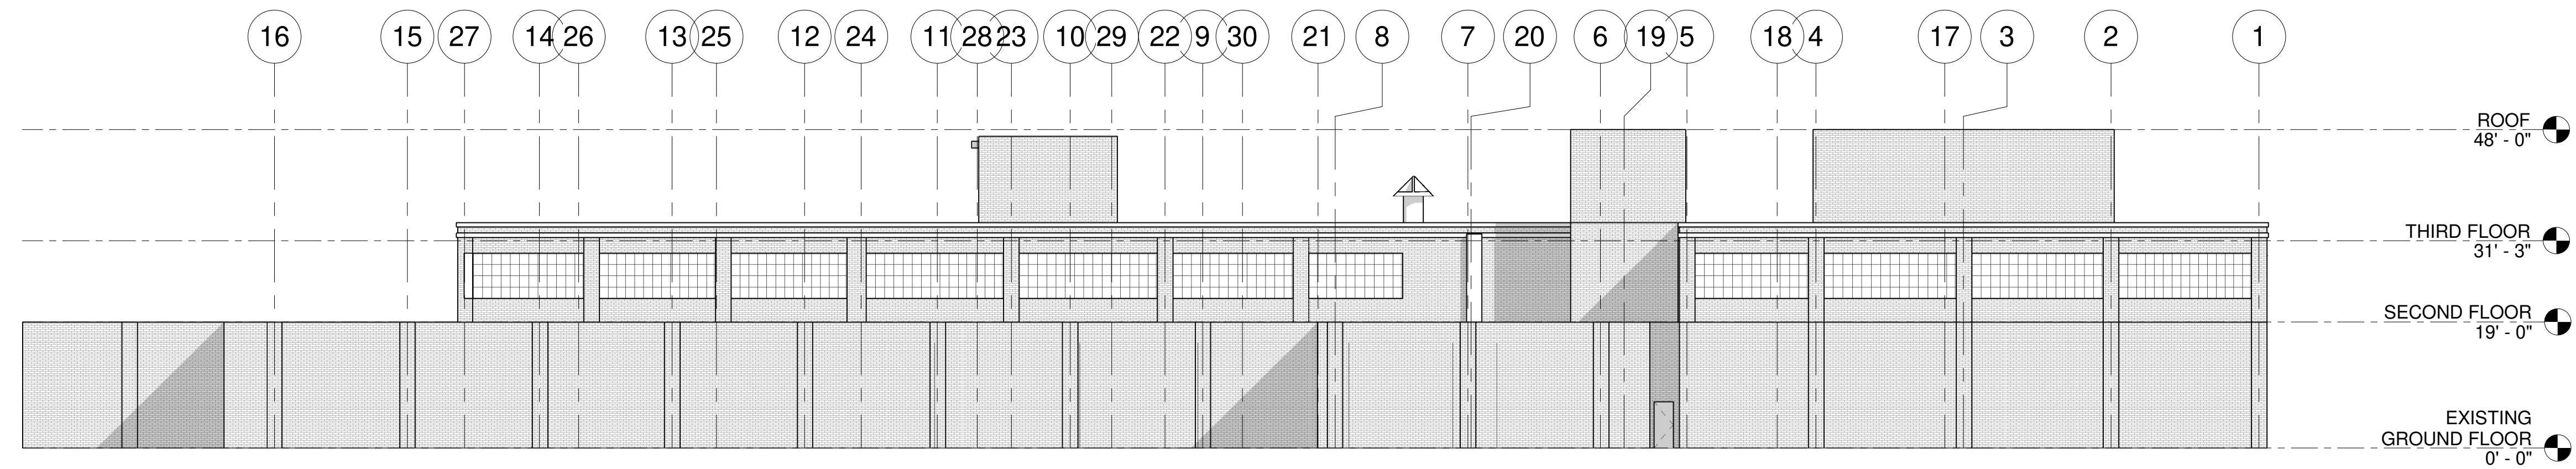 16 15 27 14 26 13 25 12 24 11 28 23 10 29 22 9 30 21 8 7 20 6 19 5 18 4 17 3 2 1
ROOF
48' - 0"
THIRD FLOOR
31' - 3"
SECOND FLOOR
19' - 0"
EXISTING
GROUND FLOOR
0' - 0"